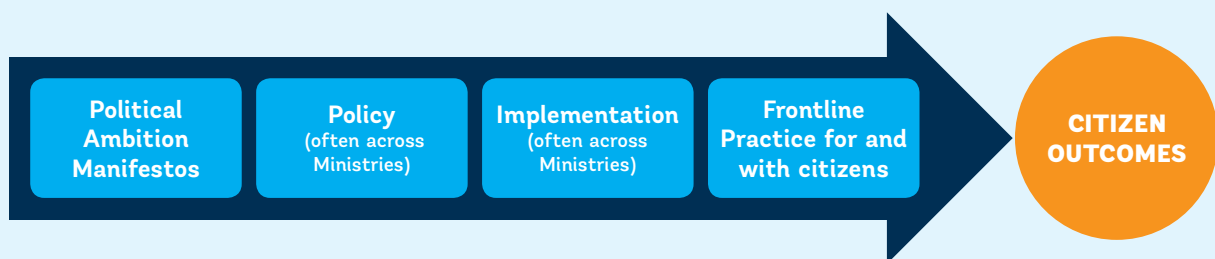 Political
Ambition
Manifestos
Policy
(often across
Ministries)
Implementation
(often across
Ministries)
Frontline
Practice for and
with citizens
CITIZEN
OUTCOMES